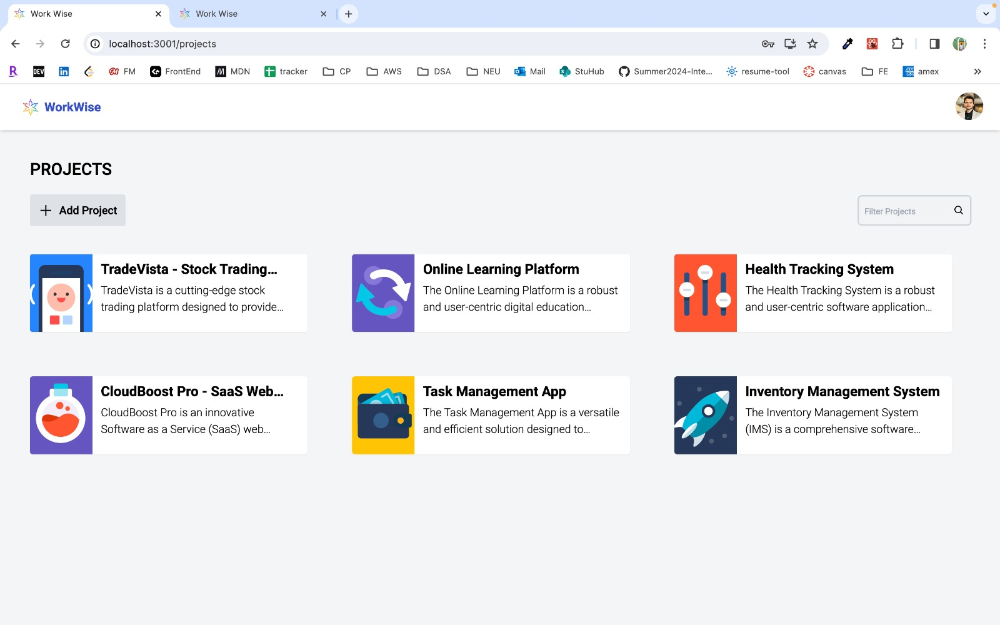 Work Wise
Work Wise
localhost:3001/projects
R
DEV
in
FM
FrontEnd
MDN
tracker
CP
AWS
DSA
NEU
Mail
StuHub
Summer2024-Inte...
resume-tool
canvas
FE
amex
WorkWise
PROJECTS
Add Project
Filter Projects
TradeVista - Stock Trading...
TradeVista is a cutting-edge stock
trading platform designed to provide...
Online Learning Platform
The Online Learning Platform is a robust
and user-centric digital education...
Health Tracking System
The Health Tracking System is a robust
and user-centric software application...
CloudBoost Pro - SaaS Web...
CloudBoost Pro is an innovative
Software as a Service (SaaS) web...
Task Management App
The Task Management App is a versatile
and efficient solution designed to...
Inventory Management System
The Inventory Management System
(IMS) is a comprehensive software...